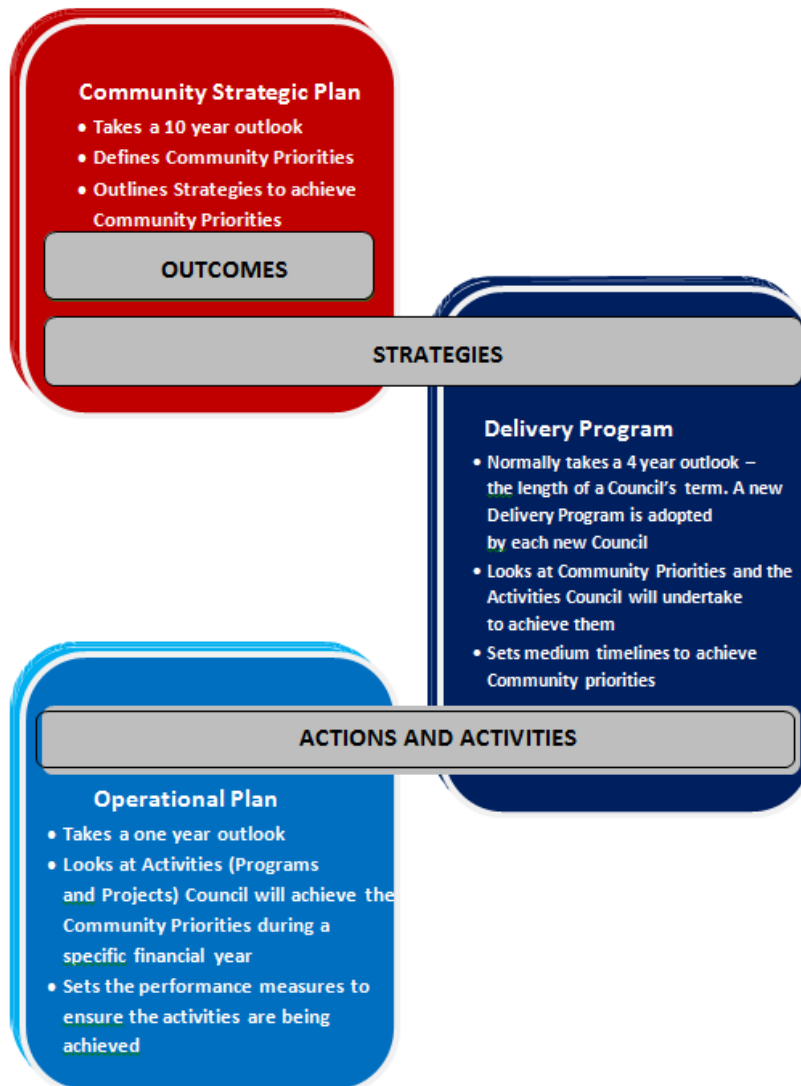 Community Strategic Plan
• Takes a 10 year outlook
• Defines Community Priorities
• Outlines Strategies to achieve
Community Priorities
OUTCOMES
STRATEGIES
Delivery Program
• Normally takes a 4 year outlook –
the length of a Council's term. A new
Delivery Program is adopted
by each new Council
• Looks at Community Priorities and the
Activities Council will undertake
to achieve them
• Sets medium timelines to achieve
Community priorities
ACTIONS AND ACTIVITIES
Operational Plan
• Takes a one year outlook
• Looks at Activities (Programs
and Projects) Council will achieve the
Community Priorities during a
specific financial year
• Sets the performance measures to
ensure the activities are being
achieved